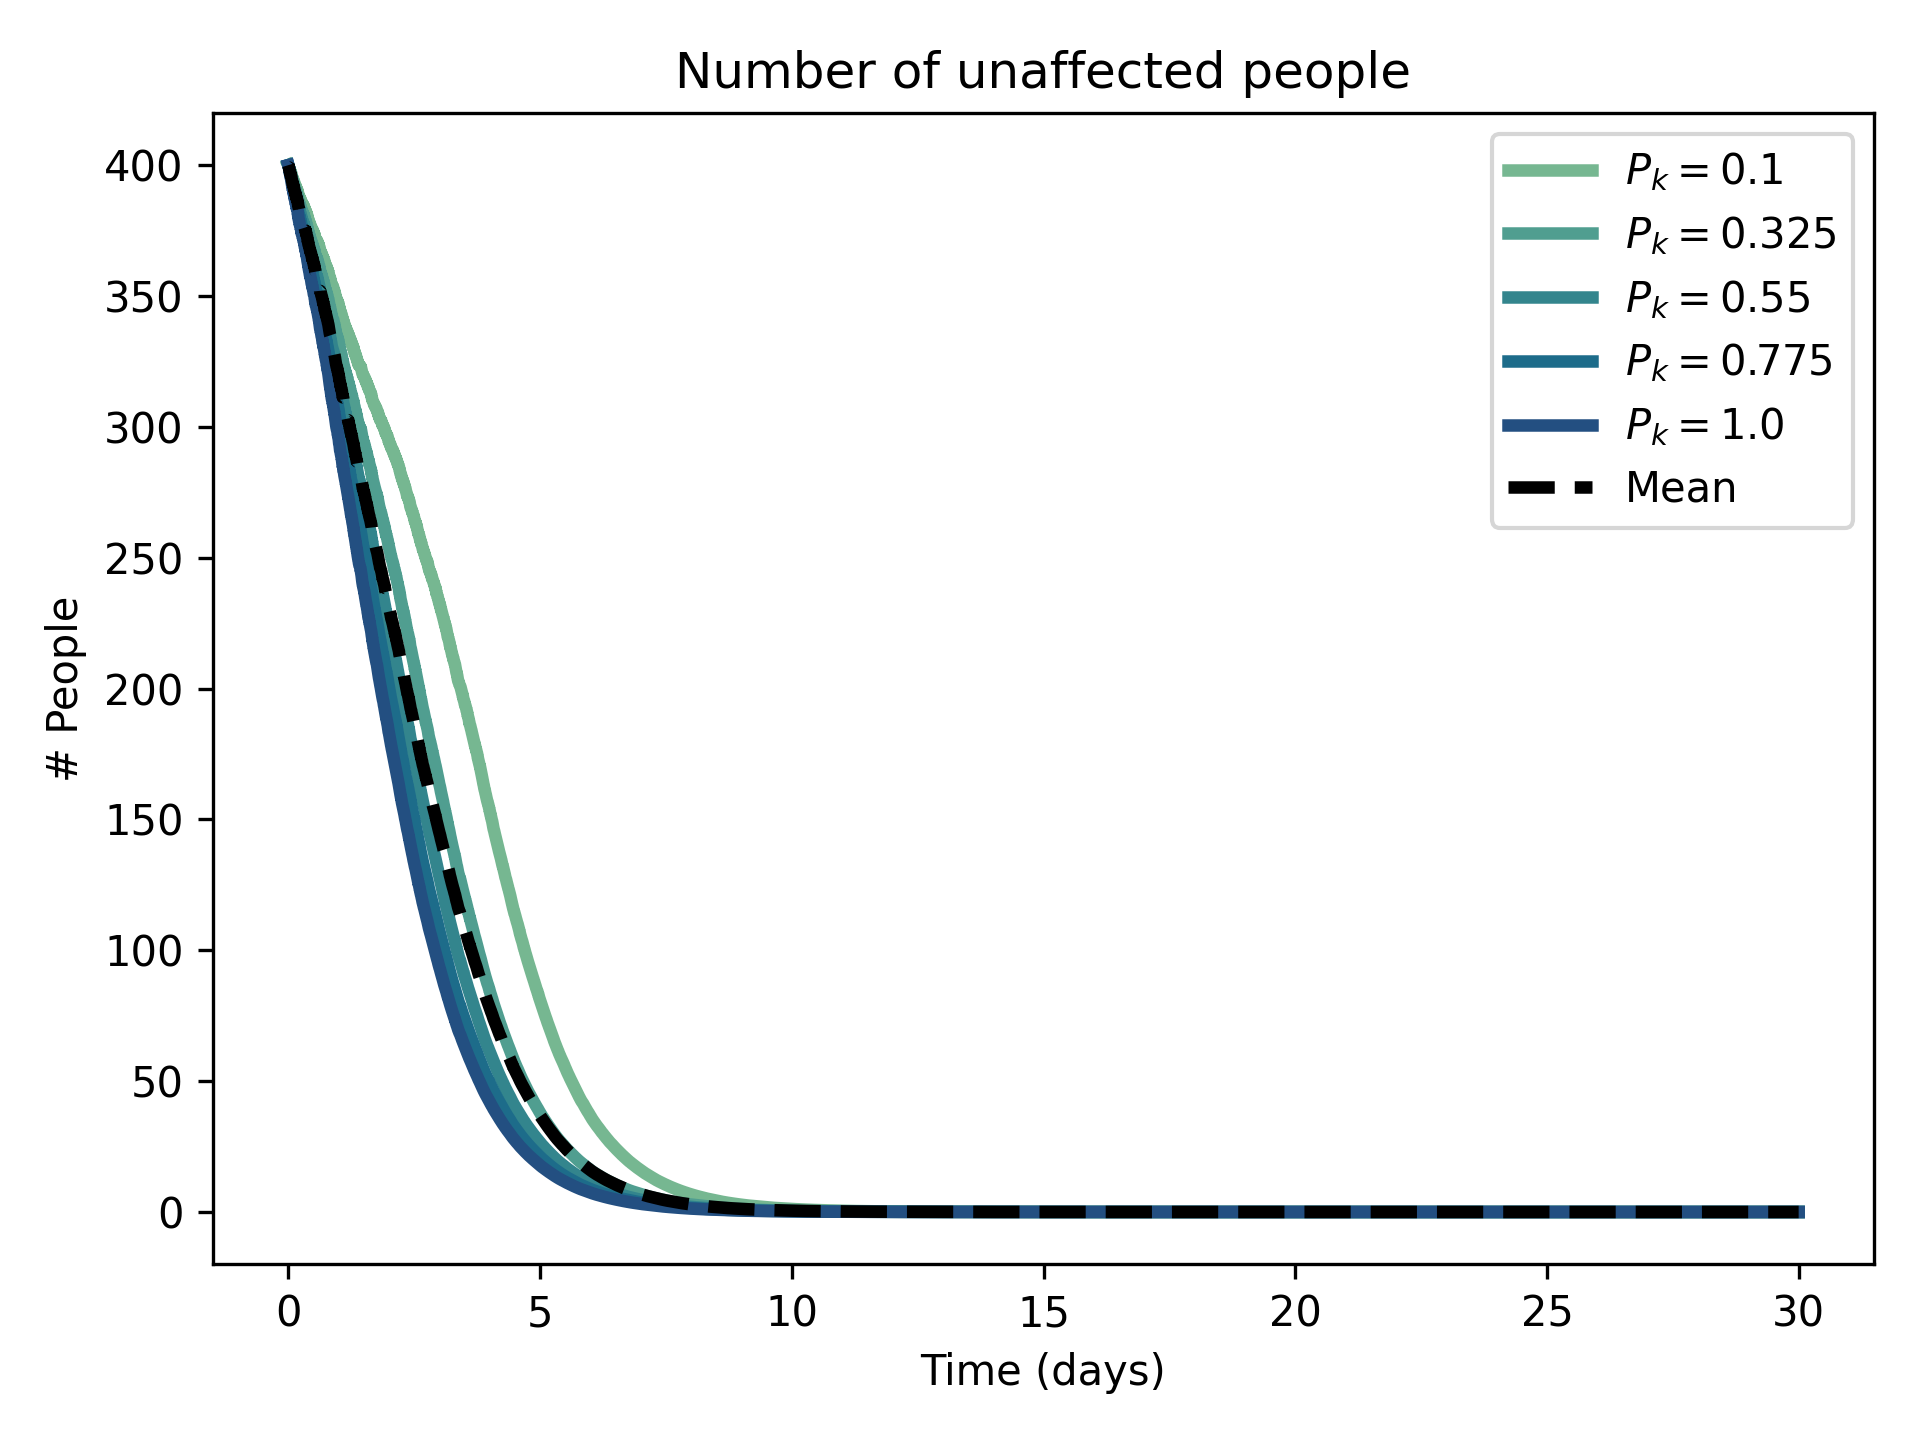 Number of unaffected people
400
350
300
250
200
150
100
50
0
# People
0 5 10 15 20 25 30
Time (days)
P_k = 0.1
P_k = 0.325
P_k = 0.55
P_k = 0.775
P_k = 1.0
Mean